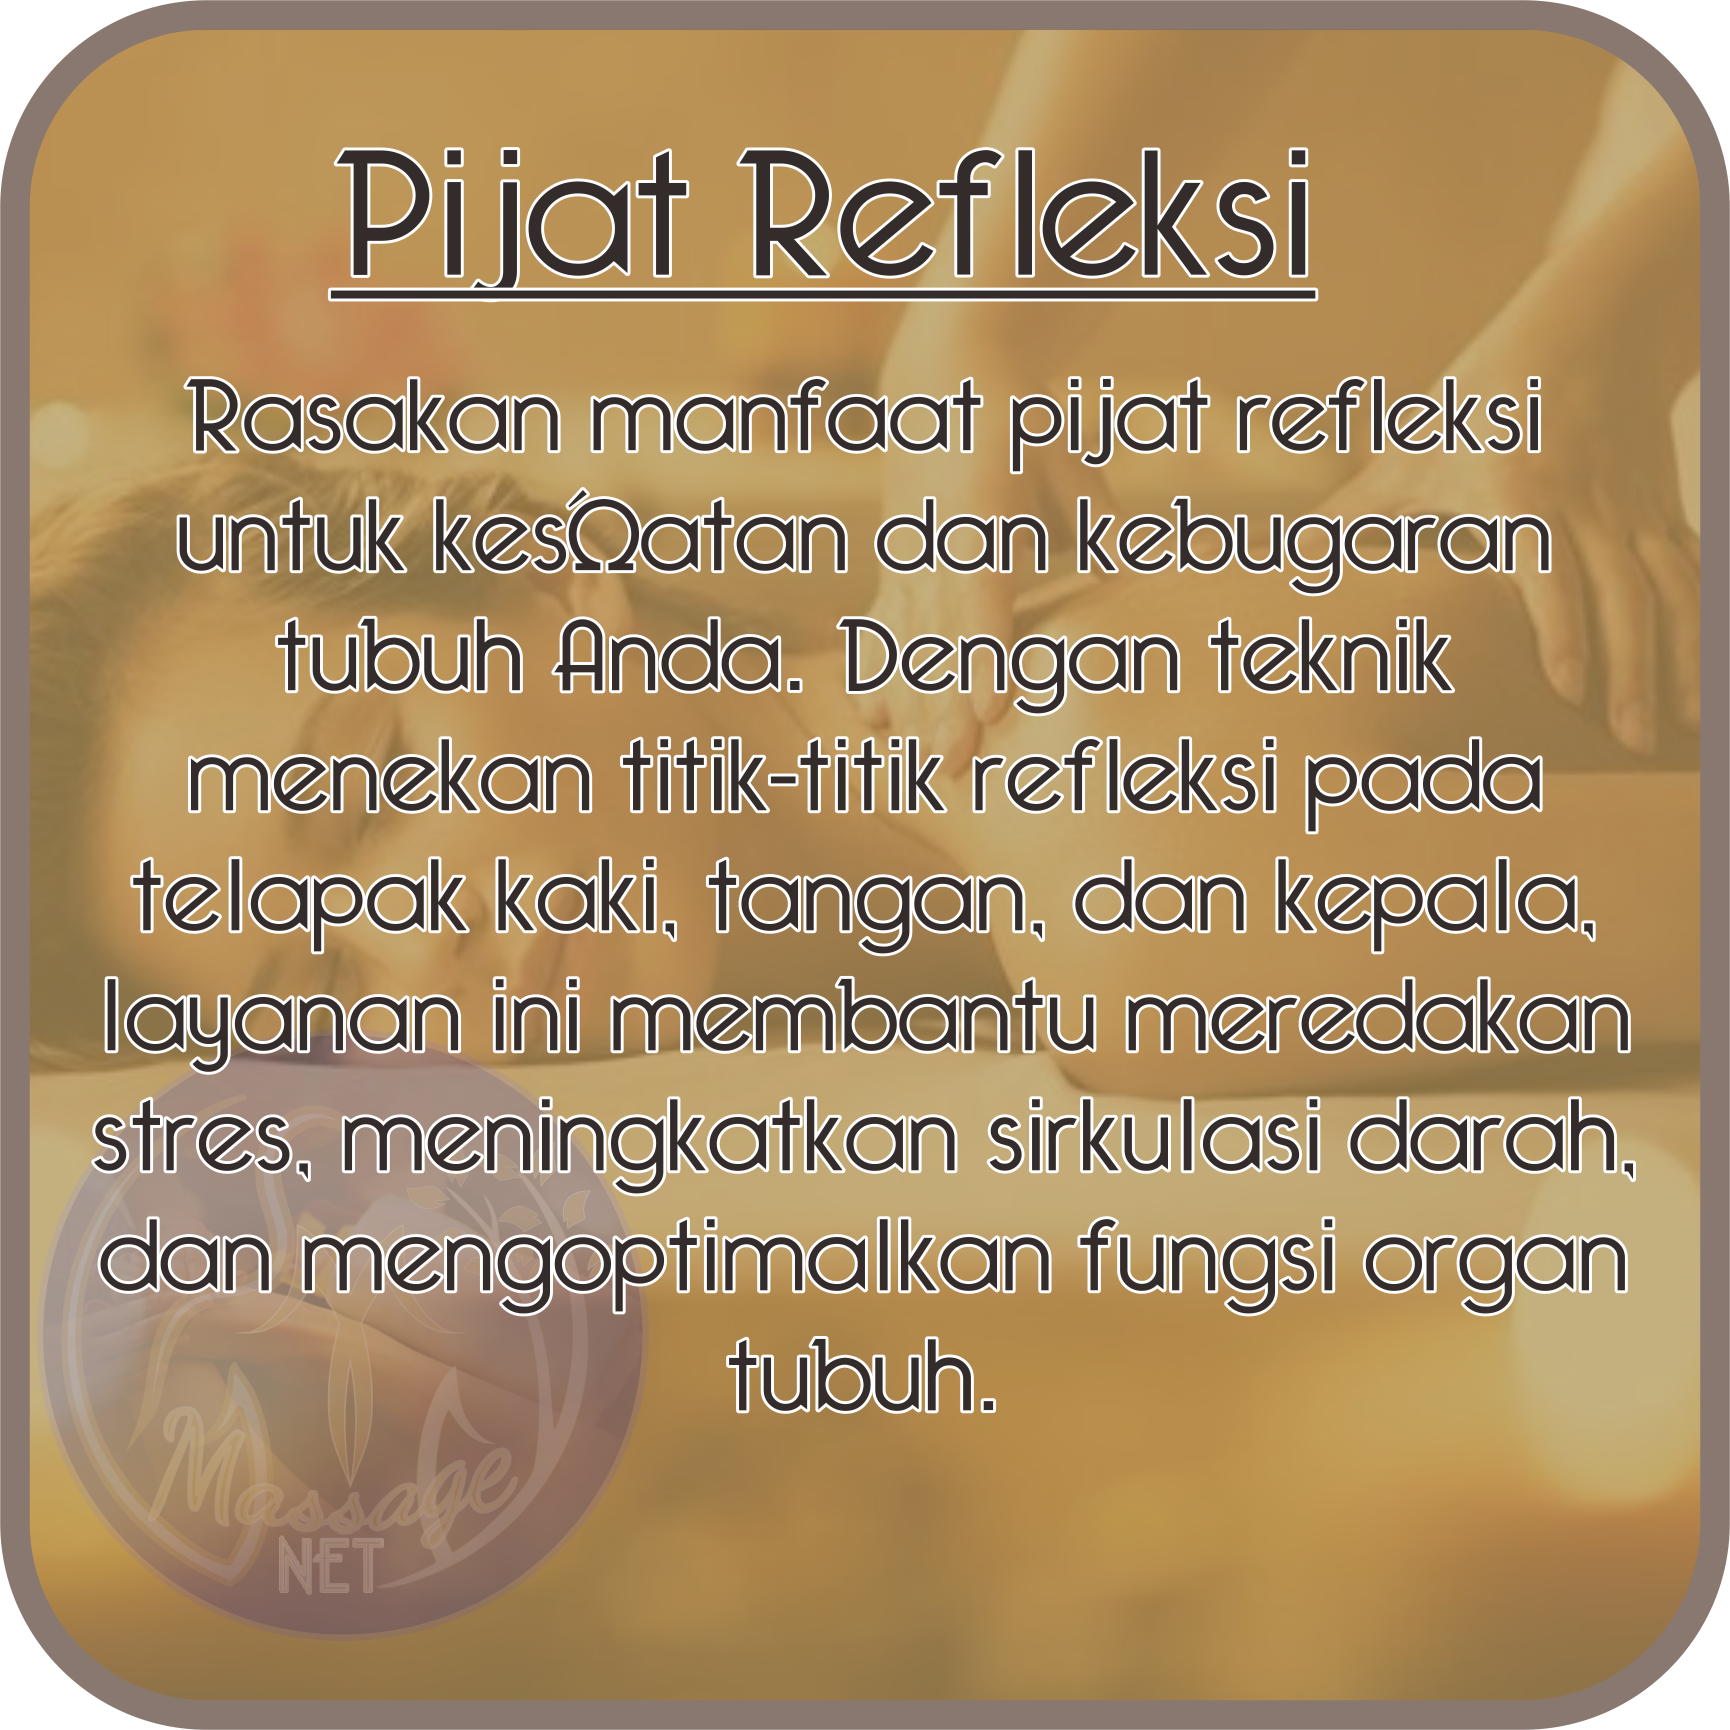 Pijat Refleksi
Rasakan manfaat pijat refleksi
untuk kesΏatan dan kebugaran
tubuh Anda. Dengan teknik
menekan titik-titik refleksi pada
telapak kaki, tangan, dan kepala,
layanan ini membantu meredakan
stres, meningkatkan sirkulasi darah,
dan mengoptimalkan fungsi organ
tubuh.
Massage
NET